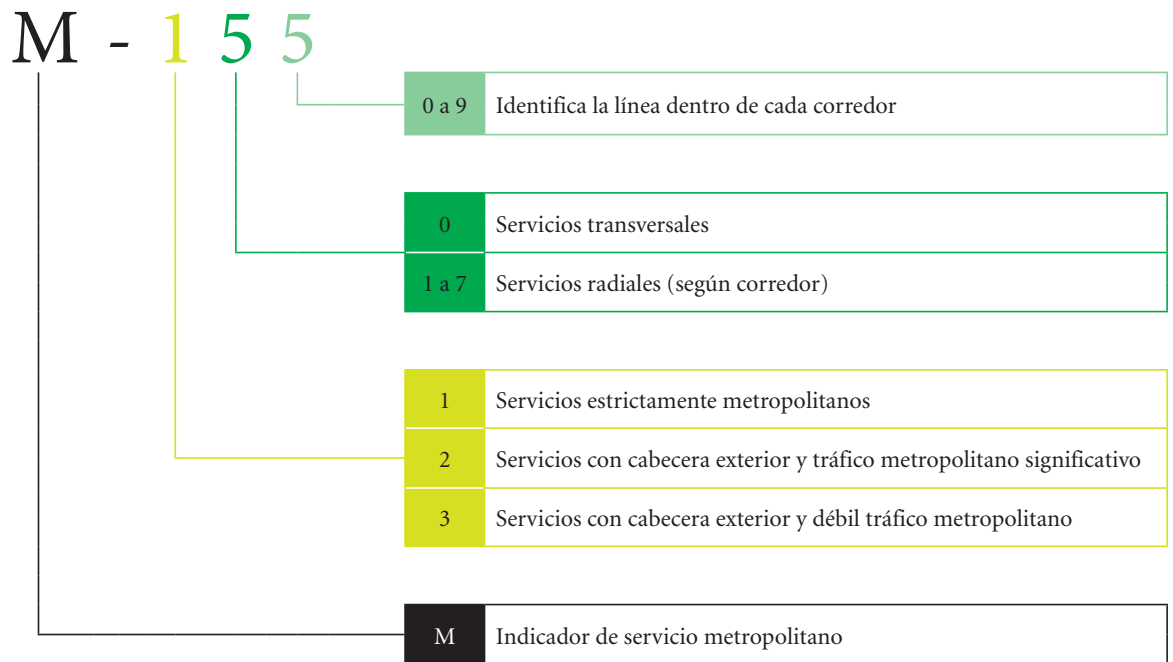 M - 1 5 5
0 a 9 Identifica la línea dentro de cada corredor
0 Servicios transversales
1 a 7 Servicios radiales (según corredor)
1 Servicios estrictamente metropolitanos
2 Servicios con cabecera exterior y tráfico metropolitano significativo
3 Servicios con cabecera exterior y débil tráfico metropolitano
M Indicador de servicio metropolitano